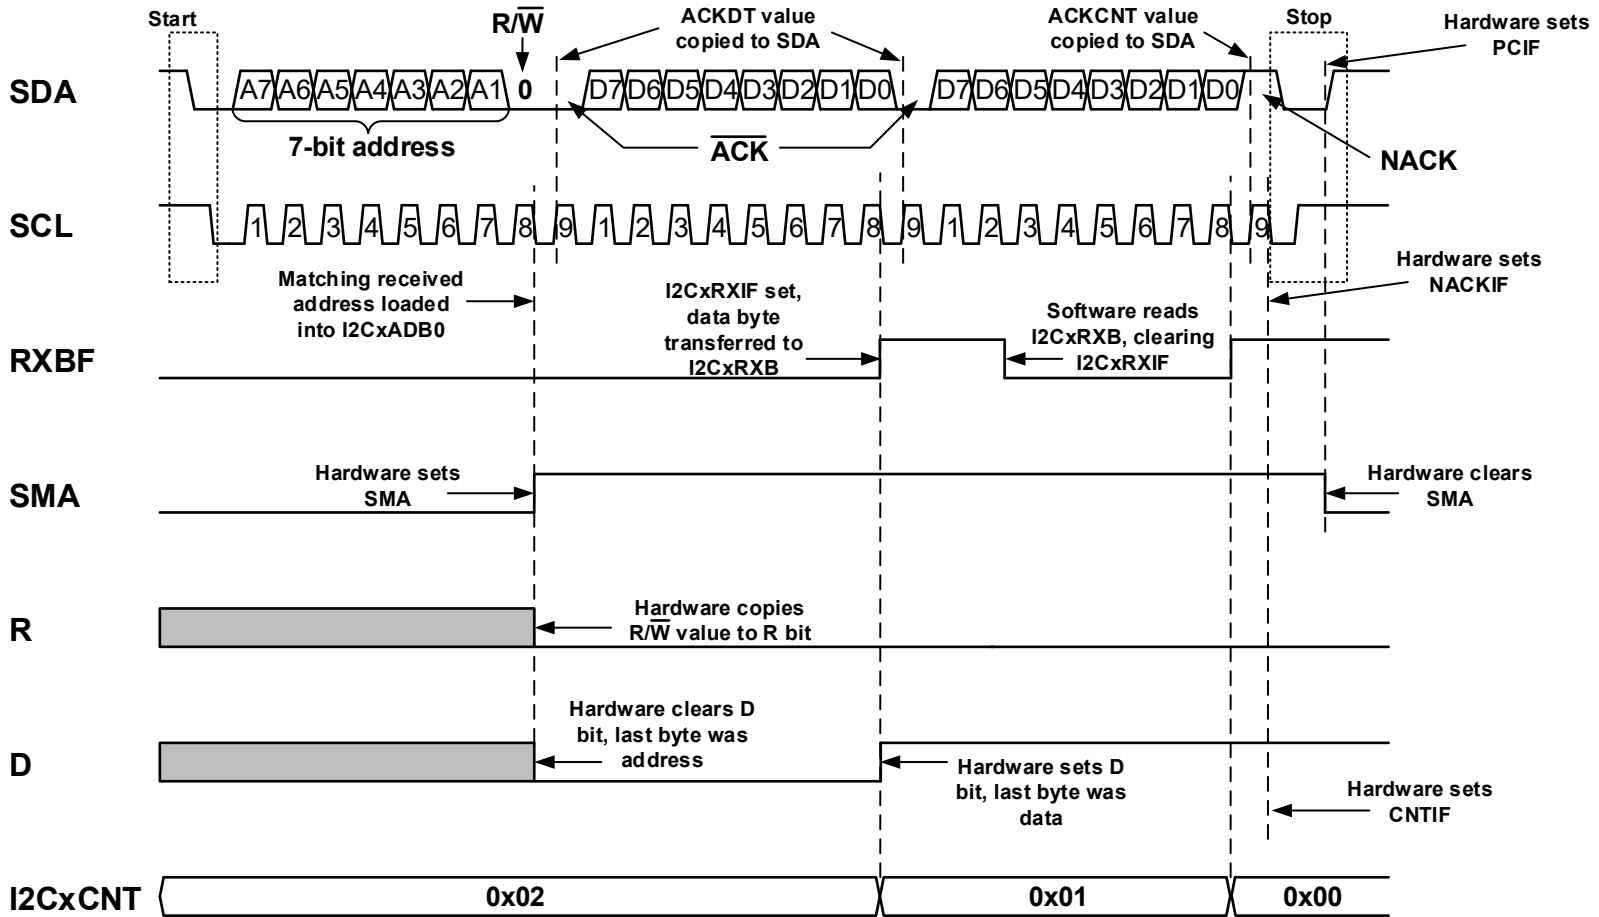 Start
R/W
ACKDT value
copied to SDA
ACKCNT value
copied to SDA
Stop
Hardware sets
PCIF
SDA
A7 A6 A5 A4 A3 A2 A1 0 D7 D6 D5 D4 D3 D2 D1 D0 D7 D6 D5 D4 D3 D2 D1 D0
7-bit address
ACK
NACK
SCL
1 2 3 4 5 6 7 8 9 1 2 3 4 5 6 7 8 9 1 2 3 4 5 6 7 8 9
Matching received
address loaded
into I2CxADB0
I2CxRXIF set,
data byte
transferred to
I2CxRXB
Software reads
I2CxRXB, clearing
I2CxRXIF
Hardware sets
NACKIF
RXBF
SMA
Hardware sets
SMA
Hardware clears
SMA
R
Hardware copies
R/W value to R bit
D
Hardware clears D
bit, last byte was
address
Hardware sets D
bit, last byte was
data
Hardware sets
CNTIF
I2CxCNT
0x02
0x01
0x00